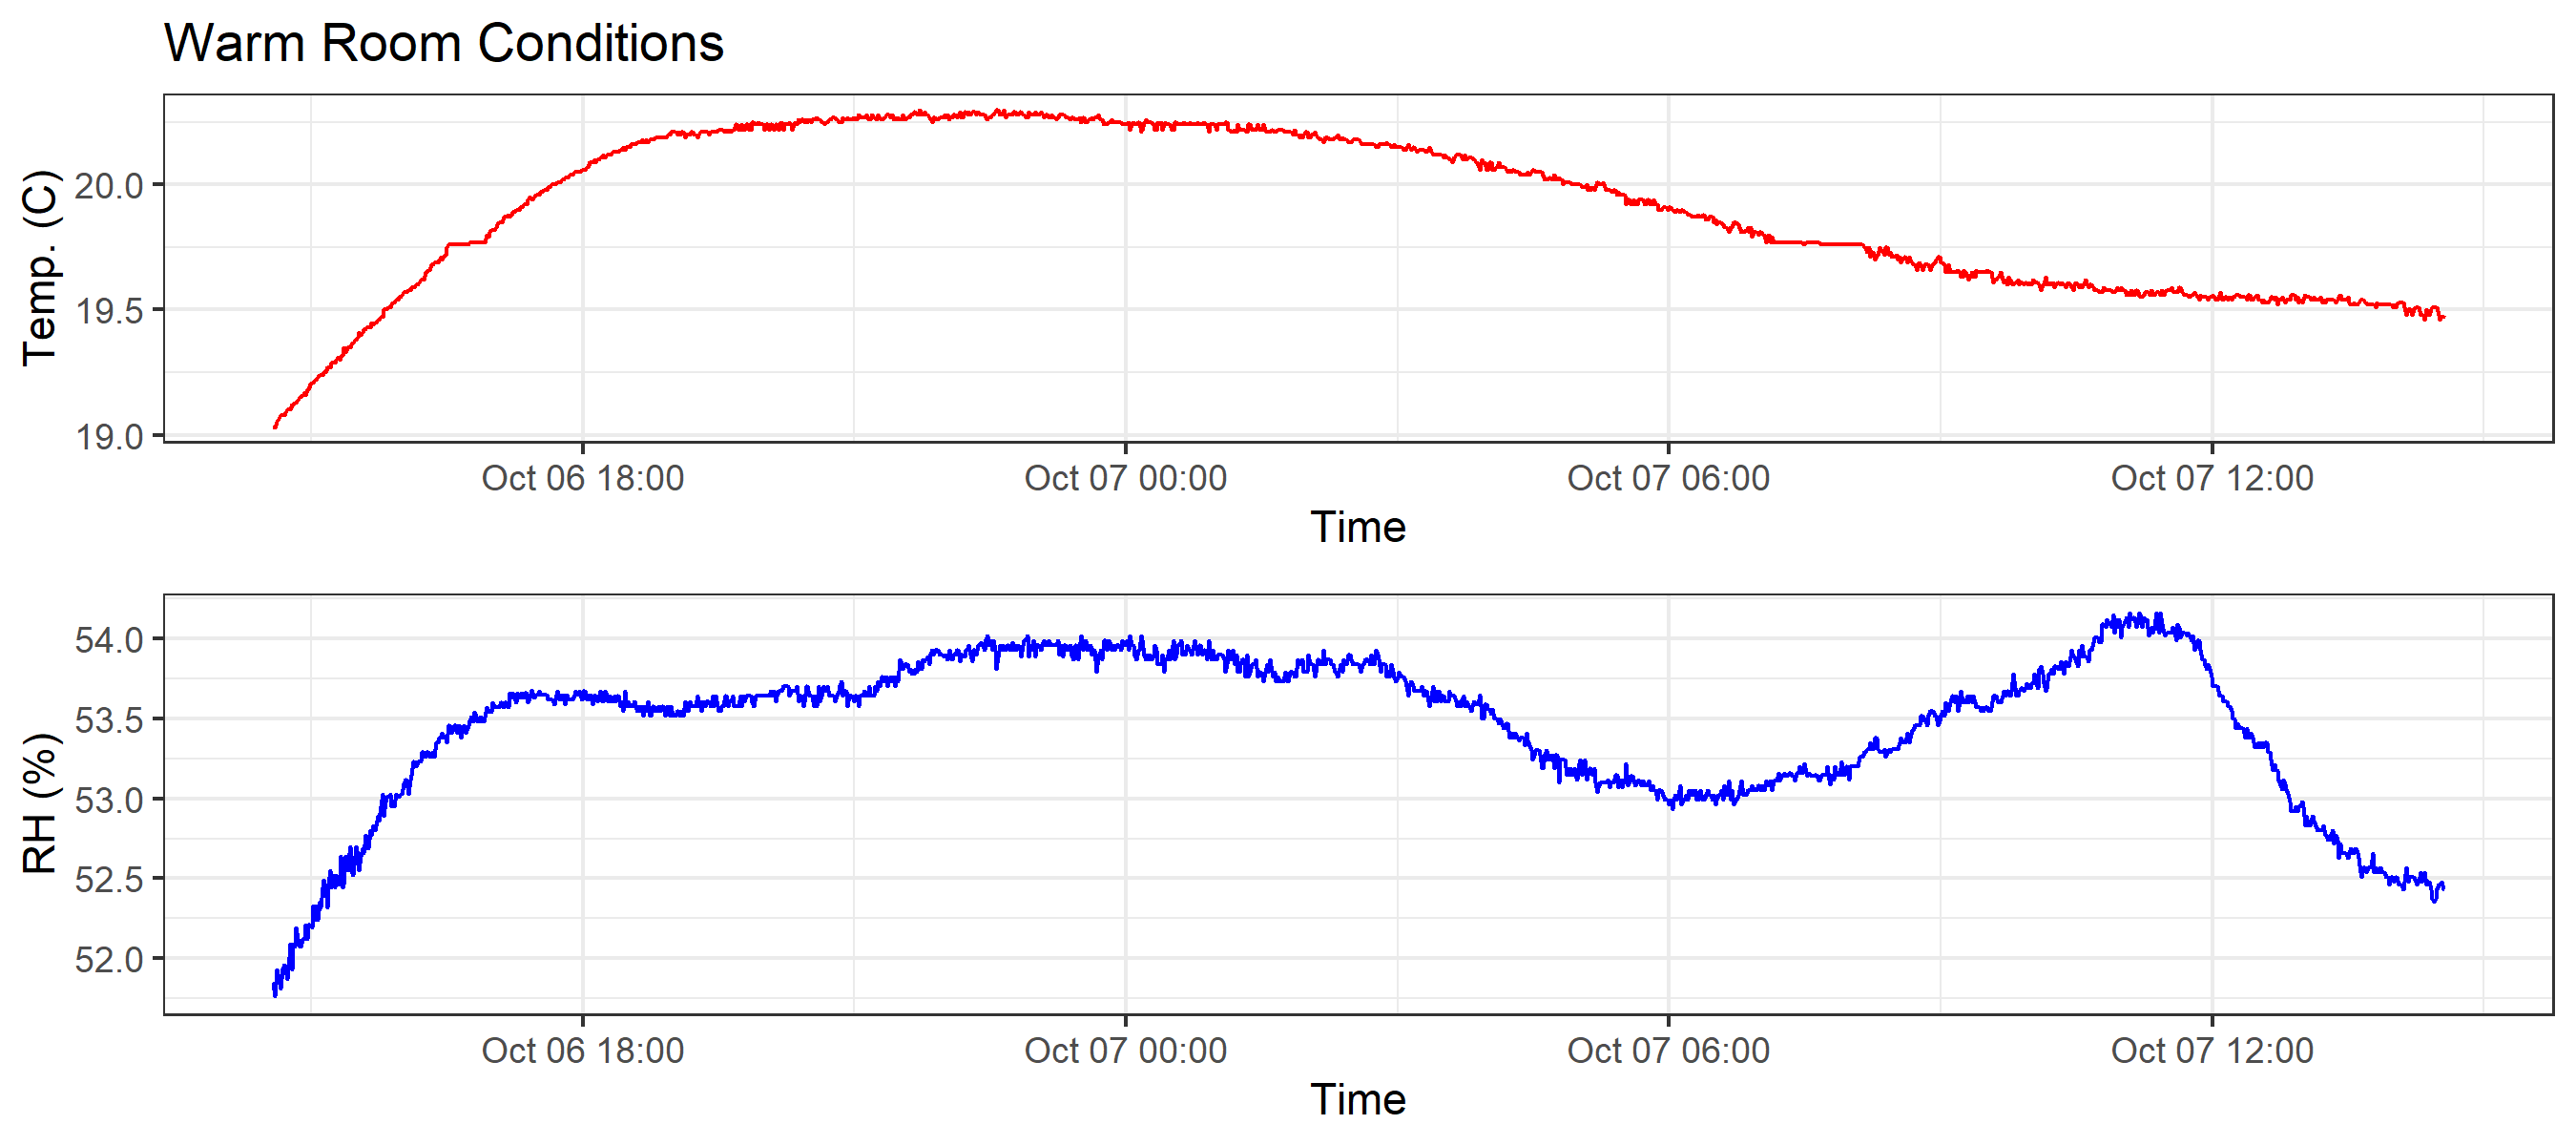 Warm Room Conditions
Temp. (C)
20.0
19.5
19.0
Oct 06 18:00 Oct 07 00:00 Oct 07 06:00 Oct 07 12:00
Time
RH (%)
54.0
53.5
53.0
52.5
52.0
Oct 06 18:00 Oct 07 00:00 Oct 07 06:00 Oct 07 12:00
Time